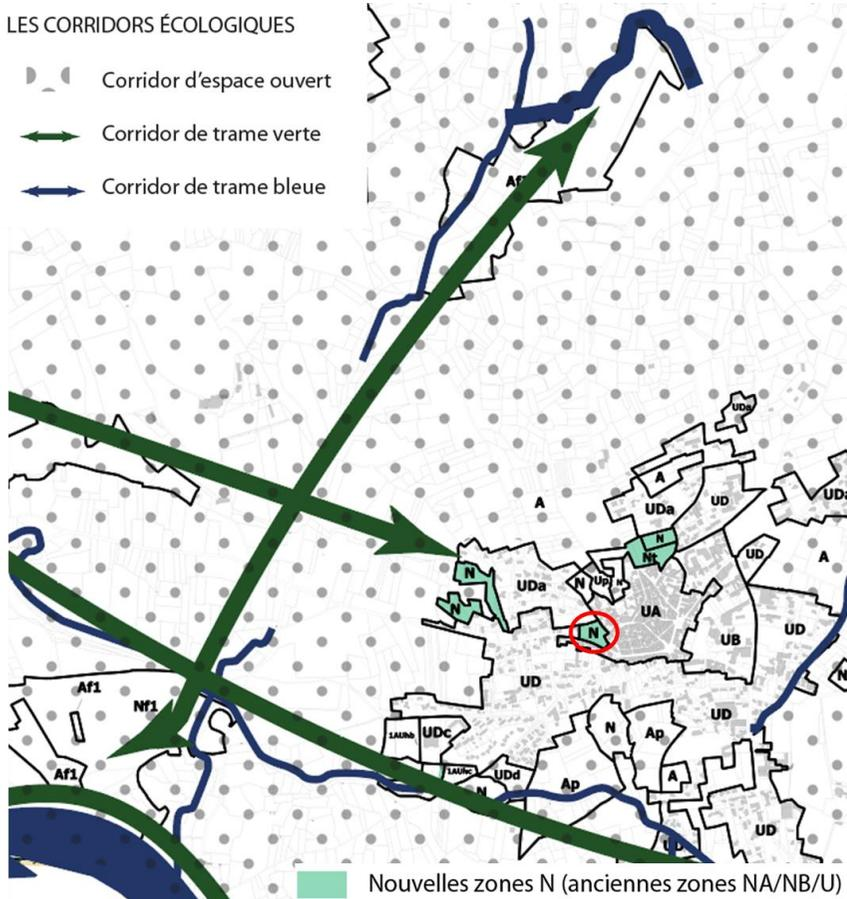 LES CORRIDORS ÉCOLOGIQUES
Corridor d'espace ouvert
Corridor de trame verte
Corridor de trame bleue
UDa
A
A
UDa
UD
N
Nt
UD
A
N
UDa
N
Up
N
N
UA
N
UB
UD
UD
Af1
Nf1
N
Ap
UD
UDc
A
Af1
UDd
Ap
N
UD
Nouvelles zones N (anciennes zones NA/NB/U)